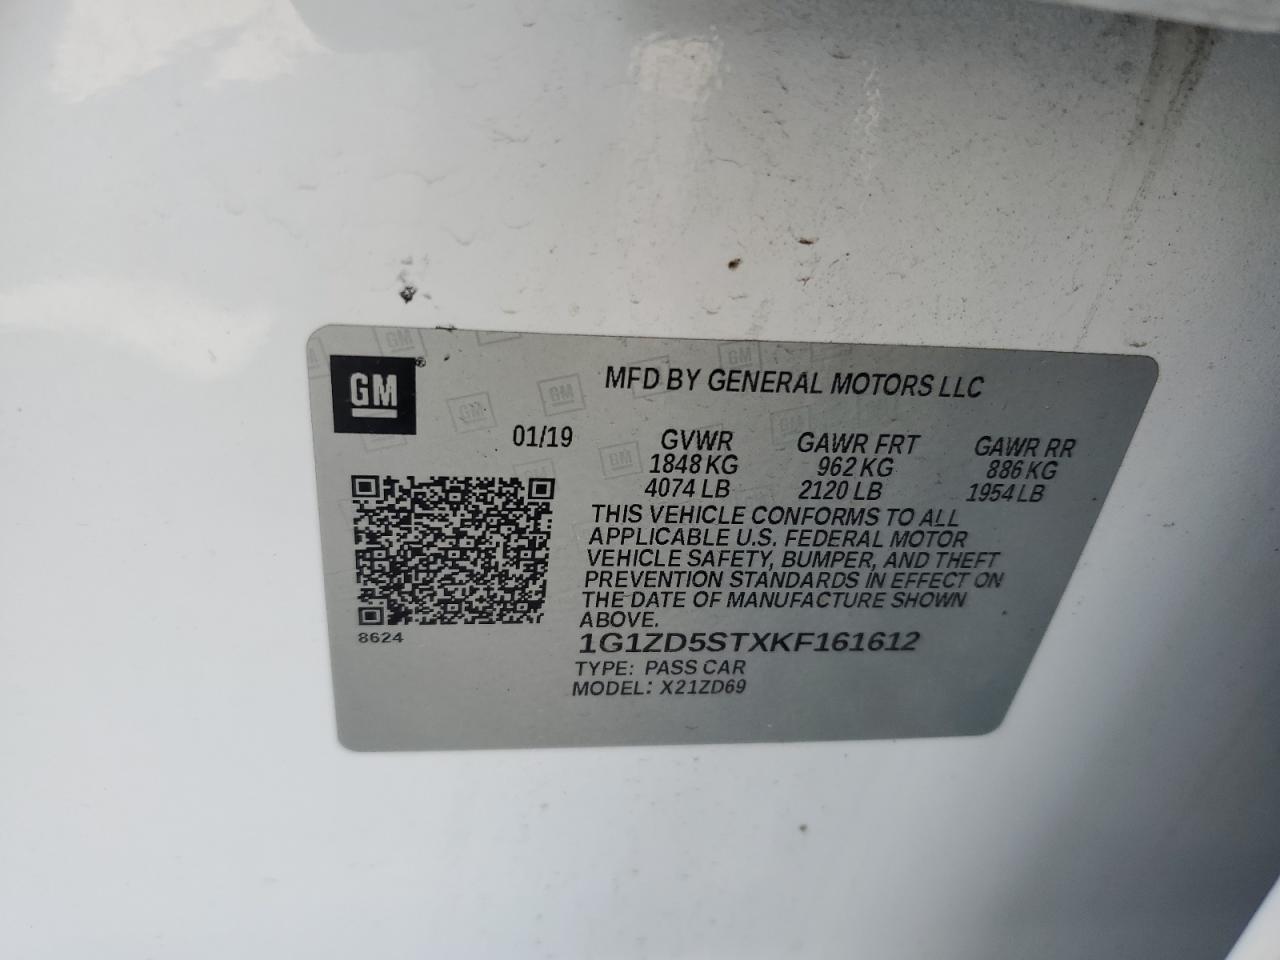 GM®
MFD BY GENERAL MOTORS LLC
01/19
GVWR GAWR FRT GAWR RR
1848 KG 962 KG 886 KG
4074 LB 2120 LB 1954 LB
THIS VEHICLE CONFORMS TO ALL
APPLICABLE U.S. FEDERAL MOTOR
VEHICLE SAFETY, BUMPER, AND THEFT
PREVENTION STANDARDS IN EFFECT ON
THE DATE OF MANUFACTURE SHOWN
ABOVE.
8624
1G1ZD5STXKF161612
TYPE: PASS CAR
MODEL: X21ZD69